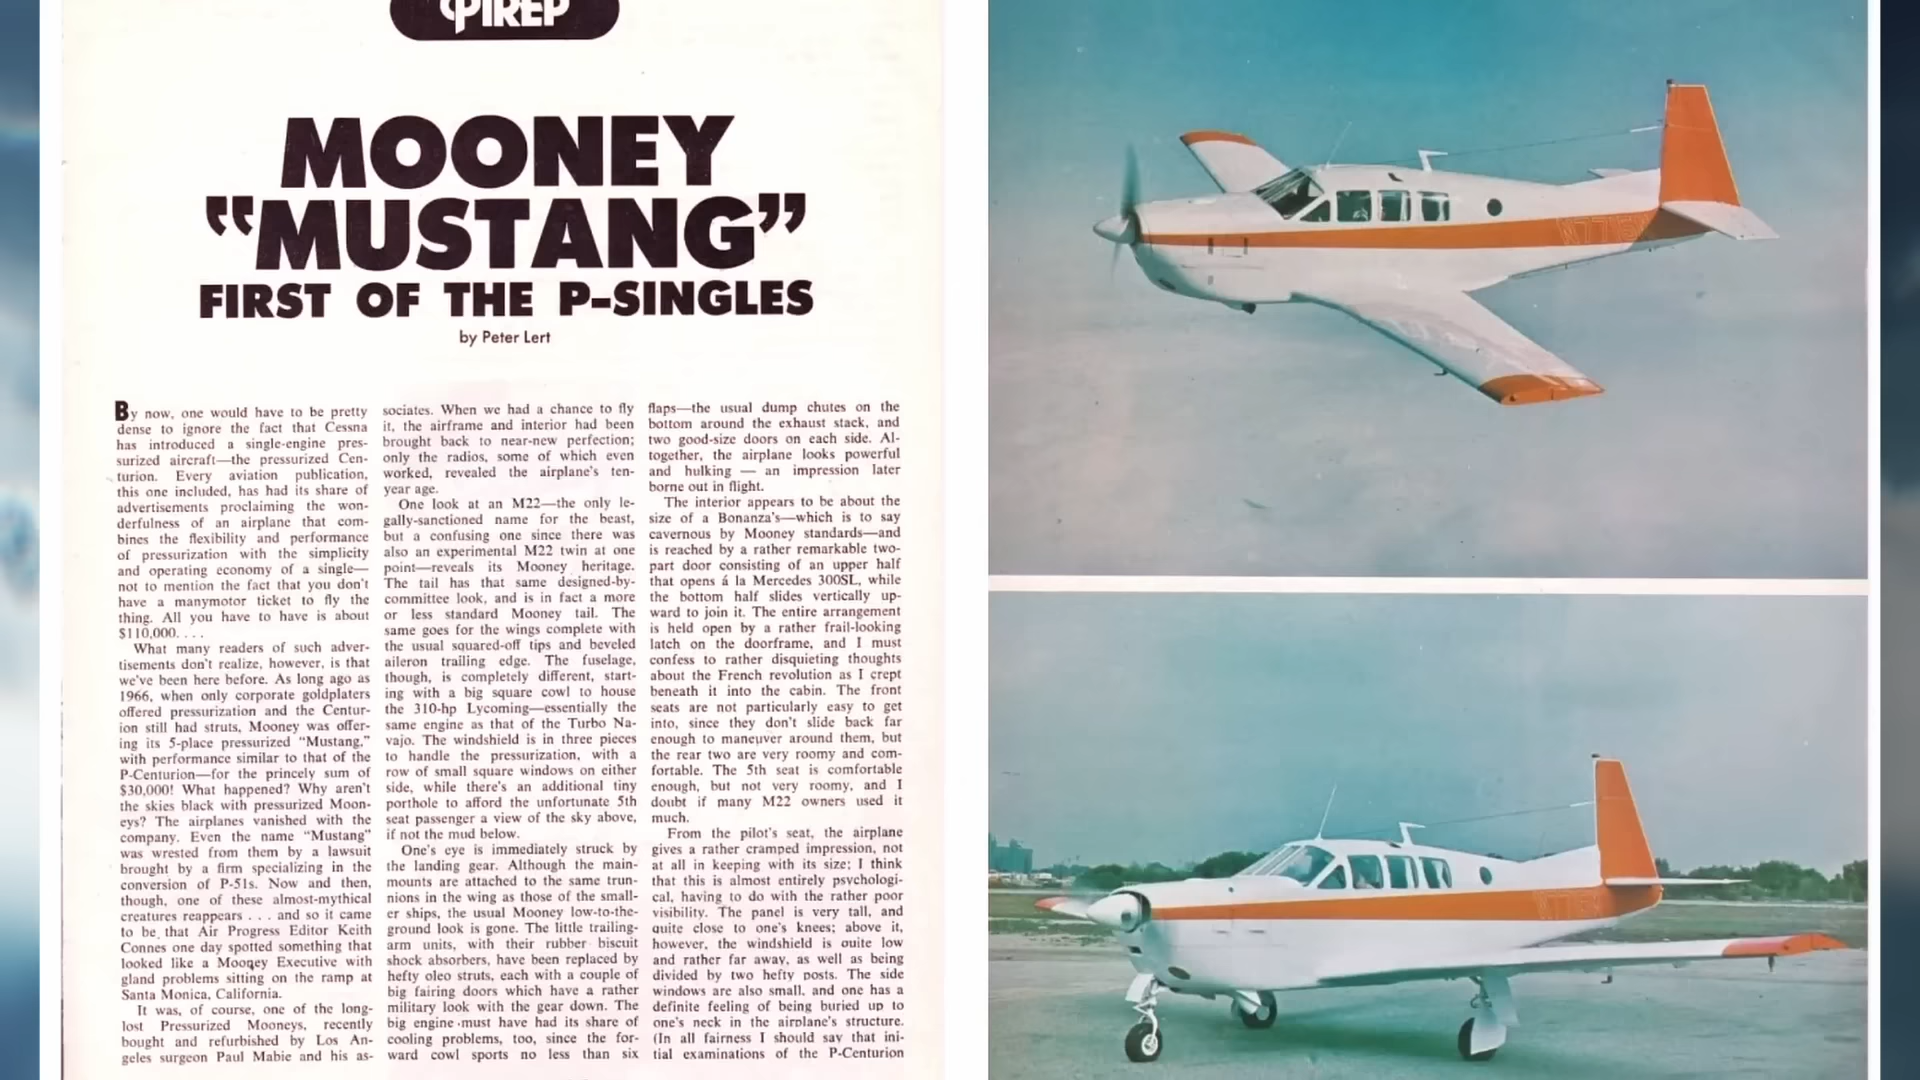 PIREP
MOONEY
“MUSTANG”
FIRST OF THE P-SINGLES
by Peter Lert
By now, one would have to be pretty
dense to ignore the fact that Cessna
has introduced a single-engine pres-
surized aircraft—the pressurized Cen-
turion. Every aviation publication,
this one included, has had its share of
advertisements proclaiming the won-
derfulness of an airplane that com-
bines the flexibility and performance
of pressurization with the simplicity
and operating economy of a single—
not to mention the fact that you don't
have a manymotor ticket to fly the
thing. All you have to have is about
$110,000. . . .
What many readers of such adver-
tisements don't realize, however, is that
we've been here before. As long ago as
1966, when only corporate goldplaters
offered pressurization and the Centur-
ion still had struts, Mooney was offer-
ing its 5-place pressurized “Mustang,”
with performance similar to that of the
P-Centurion—for the princely sum of
$30,000! What happened? Why aren't
the skies black with pressurized Moon-
eys? The airplanes vanished with the
company. Even the name “Mustang”
was wrested from them by a lawsuit
brought by a firm specializing in the
conversion of P-51s. Now and then,
though, one of these almost-mythical
creatures reappears . . . and so it came
to be that Air Progress Editor Keith
Connes one day spotted something that
looked like a Mooney Executive with
gland problems sitting on the ramp at
Santa Monica, California.
It was, of course, one of the long-
lost Pressurized Mooneys, recently
bought and refurbished by Los An-
geles surgeon Paul Mabie and his as-
sociates. When we had a chance to fly
it, the airframe and interior had been
brought back to near-new perfection;
only the radios, some of which even
worked, revealed the airplane's ten-
year age.
One look at an M22—the only le-
gally-sanctioned name for the beast,
but a confusing one since there was
also an experimental M22 twin at one
point—reveals its Mooney heritage.
The tail has that same designed-by-
committee look, and is in fact a more
or less standard Mooney tail. The
same goes for the wings complete with
the usual squared-off tips and beveled
aileron trailing edge. The fuselage,
though, is completely different, start-
ing with a big square cowl to house
the 310-hp Lycoming—essentially the
same engine as that of the Turbo Na-
vajo. The windshield is in three pieces
to handle the pressurization, with a
row of small square windows on either
side, while there's an additional tiny
porthole to afford the unfortunate 5th
seat passenger a view of the sky above,
if not the mud below.
One's eye is immediately struck by
the landing gear. Although the main-
mounts are attached to the same trun-
nions in the wing as those of the small-
er ships, the usual Mooney low-to-the-
ground look is gone. The little trailing-
arm units, with their rubber biscuit
shock absorbers, have been replaced by
hefty oleo struts, each with a couple of
big fairing doors which have a rather
military look with the gear down. The
big engine must have had its share of
cooling problems, too, since the for-
ward cowl sports no less than six
flaps—the usual dump chutes on the
bottom around the exhaust stack, and
two good-size doors on each side. Al-
together, the airplane looks powerful
and hulking — an impression later
borne out in flight.
The interior appears to be about the
size of a Bonanza's—which is to say
cavernous by Mooney standards—and
is reached by a rather remarkable two-
part door consisting of an upper half
that opens á la Mercedes 300SL, while
the bottom half slides vertically up-
ward to join it. The entire arrangement
is held open by a rather frail-looking
latch on the doorframe, and I must
confess to rather disquieting thoughts
about the French revolution as I crept
beneath it into the cabin. The front
seats are not particularly easy to get
into, since they don't slide back far
enough to maneuver around them, but
the rear two are very roomy and com-
fortable. The 5th seat is comfortable
enough, but not very roomy, and I
doubt if many M22 owners used it
much.
From the pilot's seat, the airplane
gives a rather cramped impression, not
at all in keeping with its size; I think
that this is almost entirely psychologi-
cal, having to do with the rather poor
visibility. The panel is very tall, and
quite close to one's knees; above it,
however, the windshield is quite low
and rather far away, as well as being
divided by two hefty posts. The side
windows are also small, and one has a
definite feeling of being buried up to
one's neck in the airplane's structure.
(In all fairness I should say that ini-
tial examinations of the P-Centurion